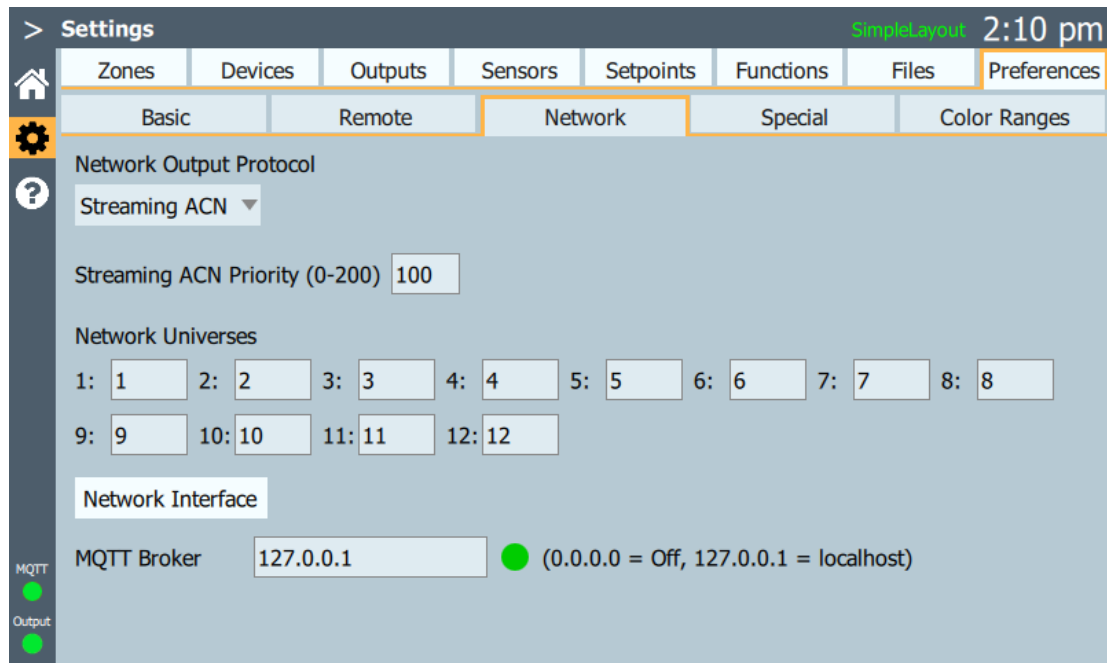 > Settings SimpleLayout 2:10 pm
Zones Devices Outputs Sensors Setpoints Functions Files Preferences
Basic Remote Network Special Color Ranges
Network Output Protocol
?
Streaming ACN
Streaming ACN Priority (0-200) 100
Network Universes
1: 1 2: 2 3: 3 4: 4 5: 5 6: 6 7: 7 8: 8
9: 9 10: 10 11: 11 12: 12
Network Interface
MQTT Broker 127.0.0.1 (0.0.0.0 = Off, 127.0.0.1 = localhost)
MQTT
Output